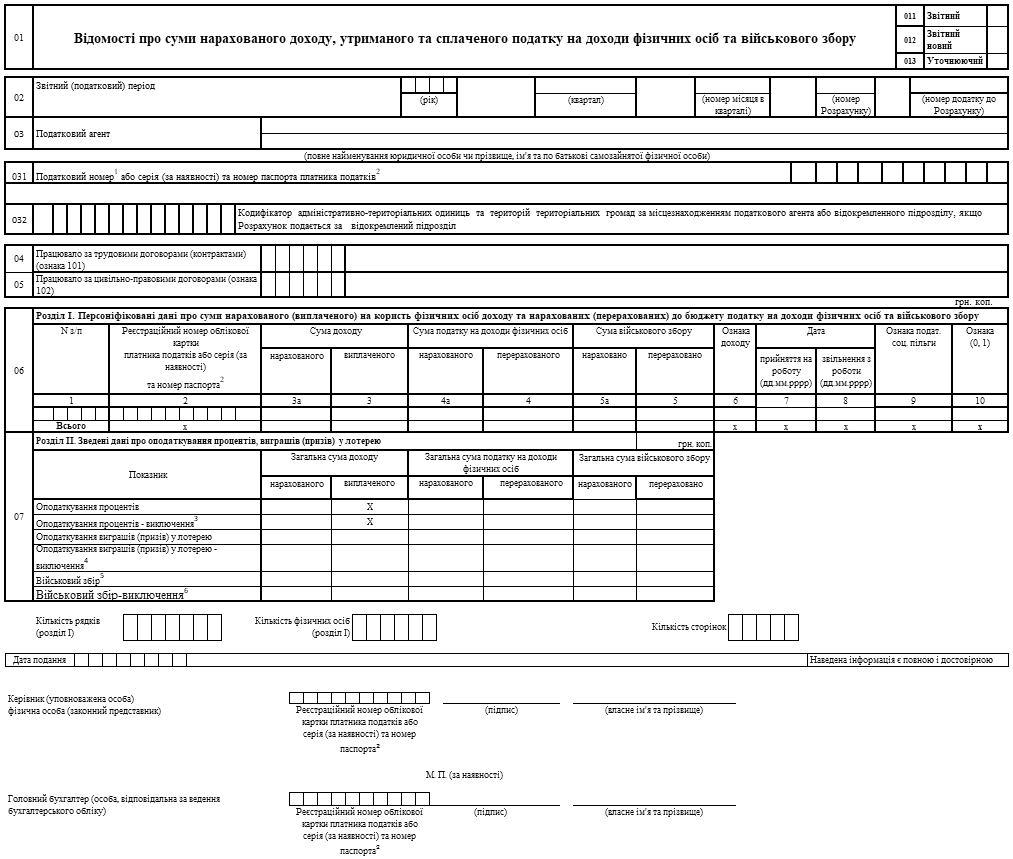 01
Відомості про суми нарахованого доходу, утриманого та сплаченого податку на доходи фізичних осіб та військового збору
011 Звітний
012 Звітний новий
013 Уточнюючий
02
Звітний (податковий) період
(рік)
(квартал)
(номер місяця в
кварталі)
(номер
Розрахунку)
(номер додатку до
Розрахунку)
03 Податковий агент
(повне найменування юридичної особи чи прізвище, ім'я та по батькові самозайнятої фізичної особи)
031 Податковий номер1 або серія (за наявності) та номер паспорта платника податків2
032
Кодифікатор адміністративно-територіальних одиниць та територій територіальних громад за місцезнаходженням податкового агента або відокремленного підрозділу, якщо
Розрахунок подається за відокремлений підрозділ
04 Працювало за трудовими договорами (контрактами)
(ознака 101)
05 Працювало за цивільно-правовими договорами (ознака
102)
грн. коп.
06
Розділ І. Персоніфіковані дані про суми нарахованого (виплаченого) на користь фізичних осіб доходу та нарахованих (перерахованих) до бюджету податку на доходи фізичних осіб та військового збору
N з/п
Реєстраційний номер облікової
картки
платника податків або серія (за
наявності)
та номер паспорта2
Сума доходу
нарахованого виплаченого
Сума податку на доходи фізичних осіб
нарахованого перерахованого
Сума військового збору
нараховано перераховано
Ознака
доходу
Дата
прийняття на
роботу
(дд.мм.рррр)
звільнення з
роботи
(дд.мм.рррр)
Ознака подат.
соц. пільги
Ознака
(0, 1)
1 2 3а 3 4а 4 5а 5 6 7 8 9 10
Всього х х х х х х
07
Розділ ІІ. Зведені дані про оподаткування процентів, виграшів (призів) у лотерею
грн. коп.
Показник
Загальна сума доходу
нарахованого виплаченого
Загальна сума податку на доходи
фізичних осіб
нарахованого перерахованого
Загальна сума військового збору
нарахованого перераховано
Оподаткування процентів Х
Оподаткування процентів - виключення3 Х
Оподаткування виграшів (призів) у лотерею
Оподаткування виграшів (призів) у лотерею -
виключення4
Військовий збір5
Військовий збір-виключення6
Кількість рядків
(розділ І)
Кількість фізичних осіб
(розділ І)
Кількість сторінок
Дата подання
Наведена інформація є повною і достовірною
Керівник (уповноважена особа)
фізична особа (законний представник)
Реєстраційний номер облікової
картки платника податків або
серія (за наявності) та номер
паспорта2
(підпис)
(власне ім'я та прізвище)
М. П. (за наявності)
Головний бухгалтер (особа, відповідальна за ведення
бухгалтерського обліку)
Реєстраційний номер облікової
картки платника податків або
серія (за наявності) та номер
паспорта2
(підпис)
(власне ім'я та прізвище)